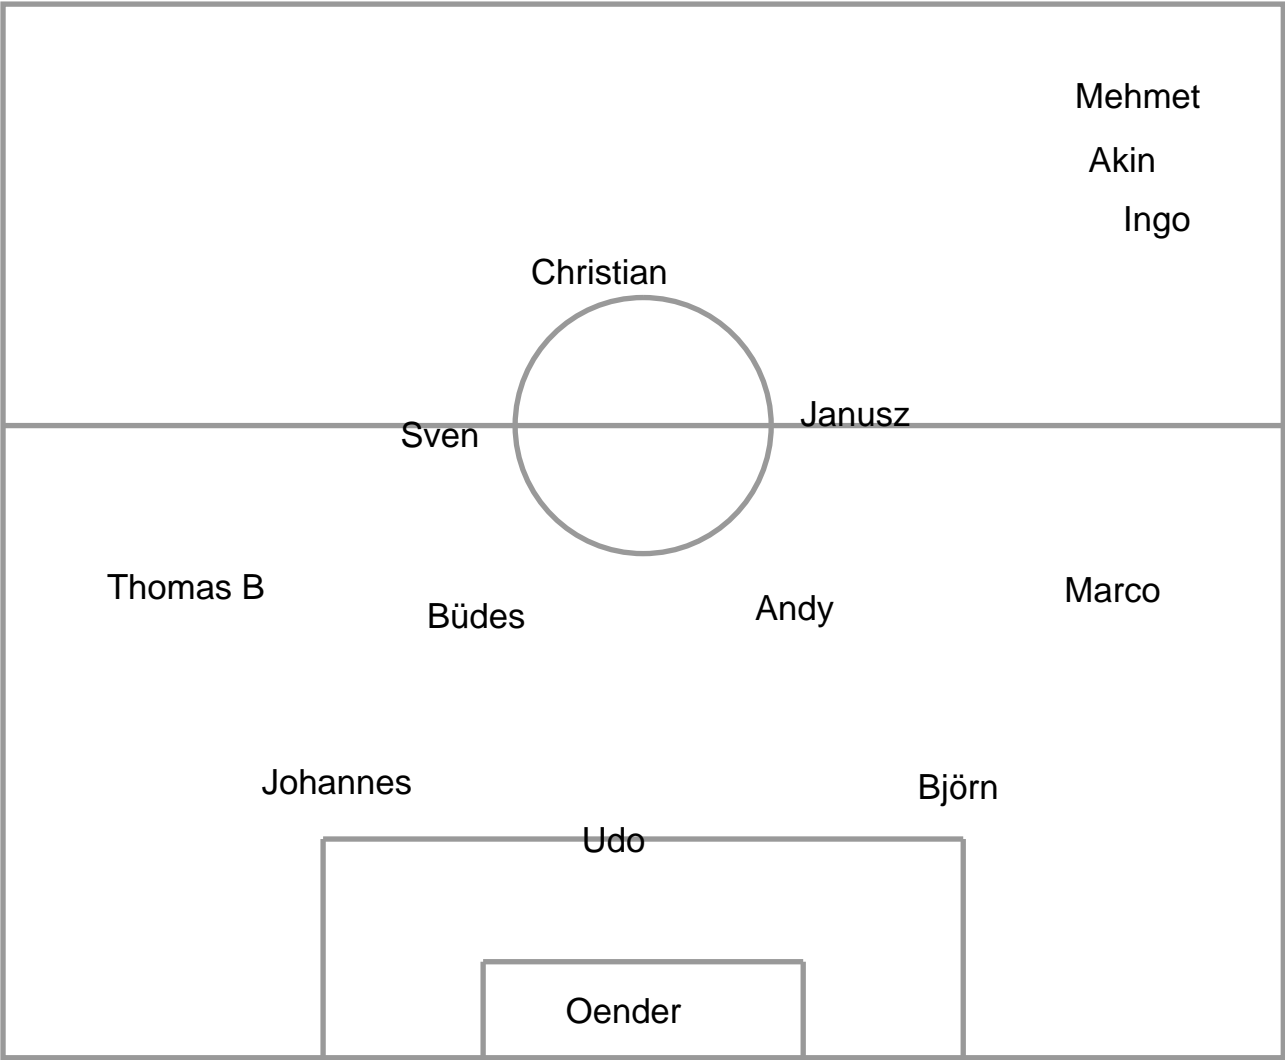 Mehmet
Akin
Ingo
Christian
Janusz
Sven
Thomas B
Büdes
Andy
Marco
Johannes
Björn
Udo
Oender